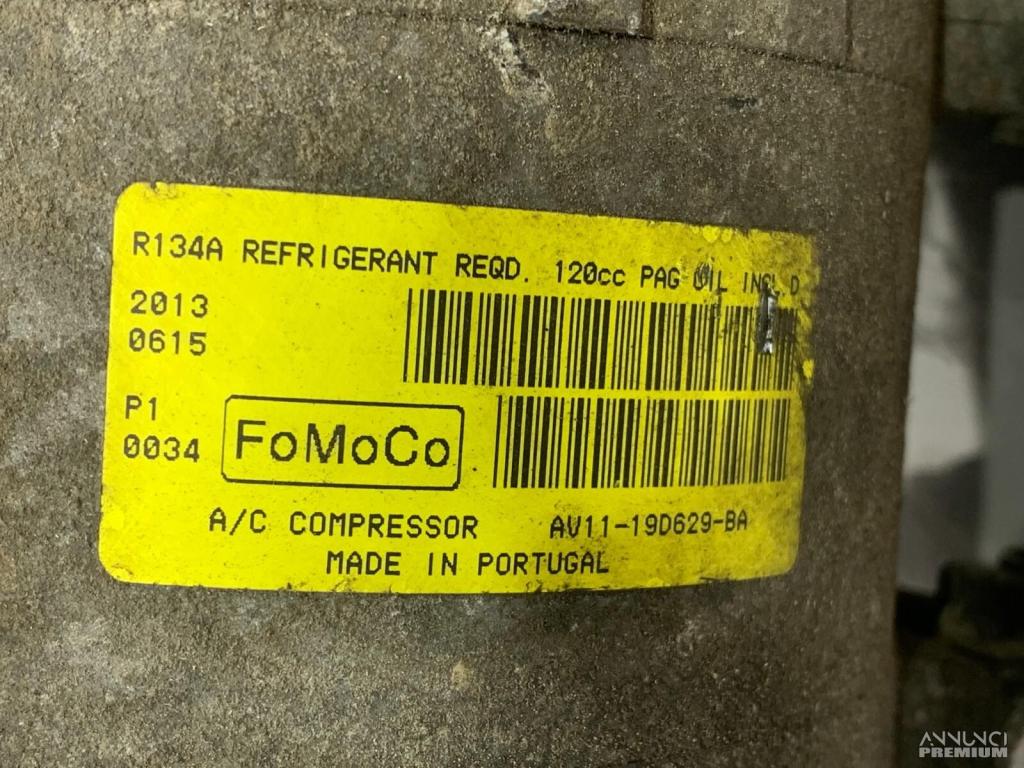 R134A REFRIGERANT REQD. 120cc PAG OIL INCL.D
2013
0615
P1
0034
FoMoCo
A/C COMPRESSOR AV11-19D629-BA
MADE IN PORTUGAL
ANNUNCI
PREMIUM